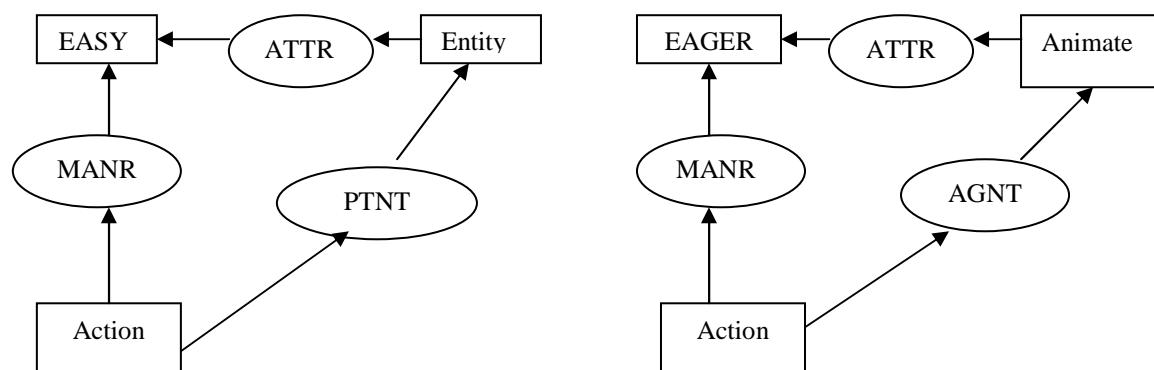 EASY ATTR Entity EAGER ATTR Animate
MANR MANR
PTNT AGNT
Action Action